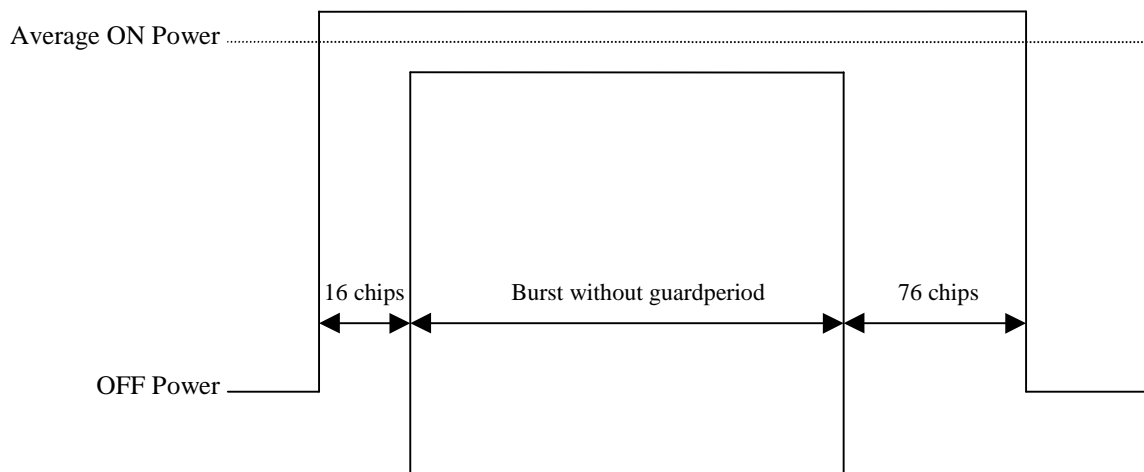 Average ON Power
16 chips
Burst without guardperiod
76 chips
OFF Power